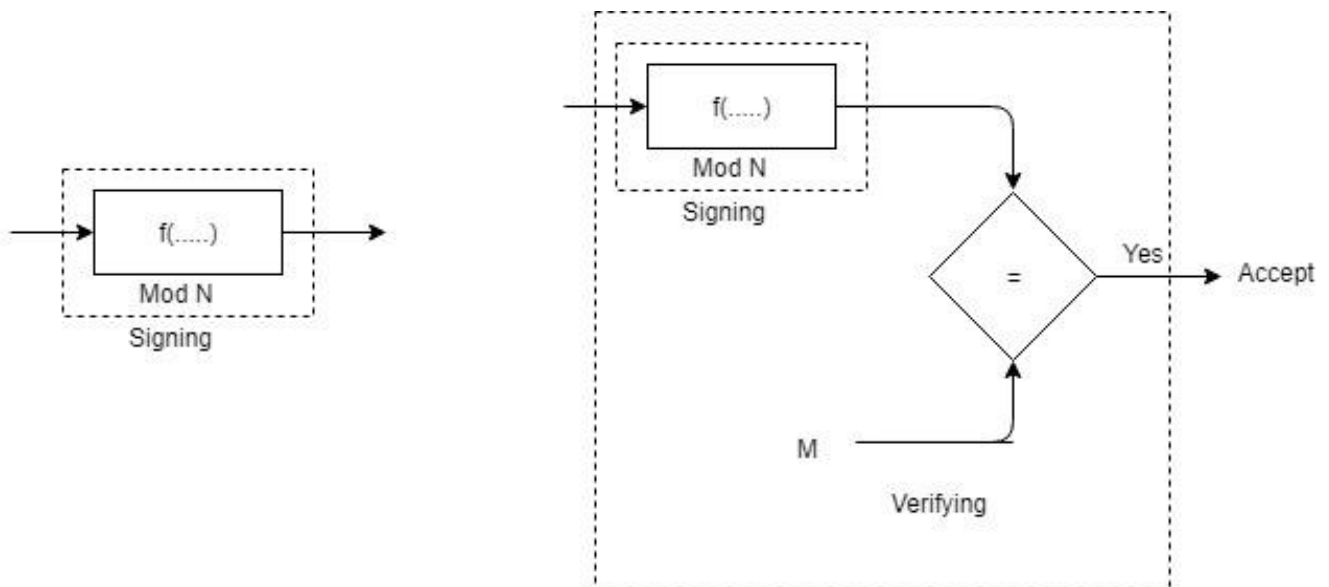 f(.....)
Mod N
Signing
f(.....)
Mod N
Signing
=
Yes
Accept
M
Verifying